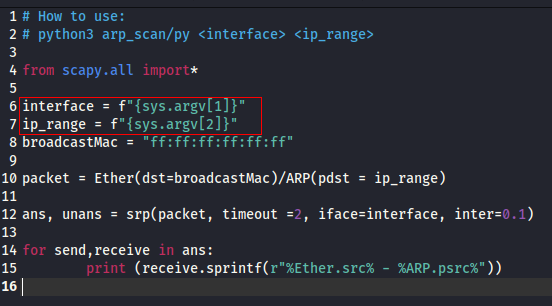 1 # How to use:
2 # python3 arp_scan/py <interface> <ip_range>
3
4 from scapy.all import*
5
6 interface = f"{sys.argv[1]}"
7 ip_range = f"{sys.argv[2]}"
8 broadcastMac = "ff:ff:ff:ff:ff:ff"
9
10 packet = Ether(dst=broadcastMac)/ARP(pdst = ip_range)
11
12 ans, unans = srp(packet, timeout =2, iface=interface, inter=0.1)
13
14 for send,receive in ans:
15         print (receive.sprintf(r"%Ether.src% - %ARP.psrc%"))
16